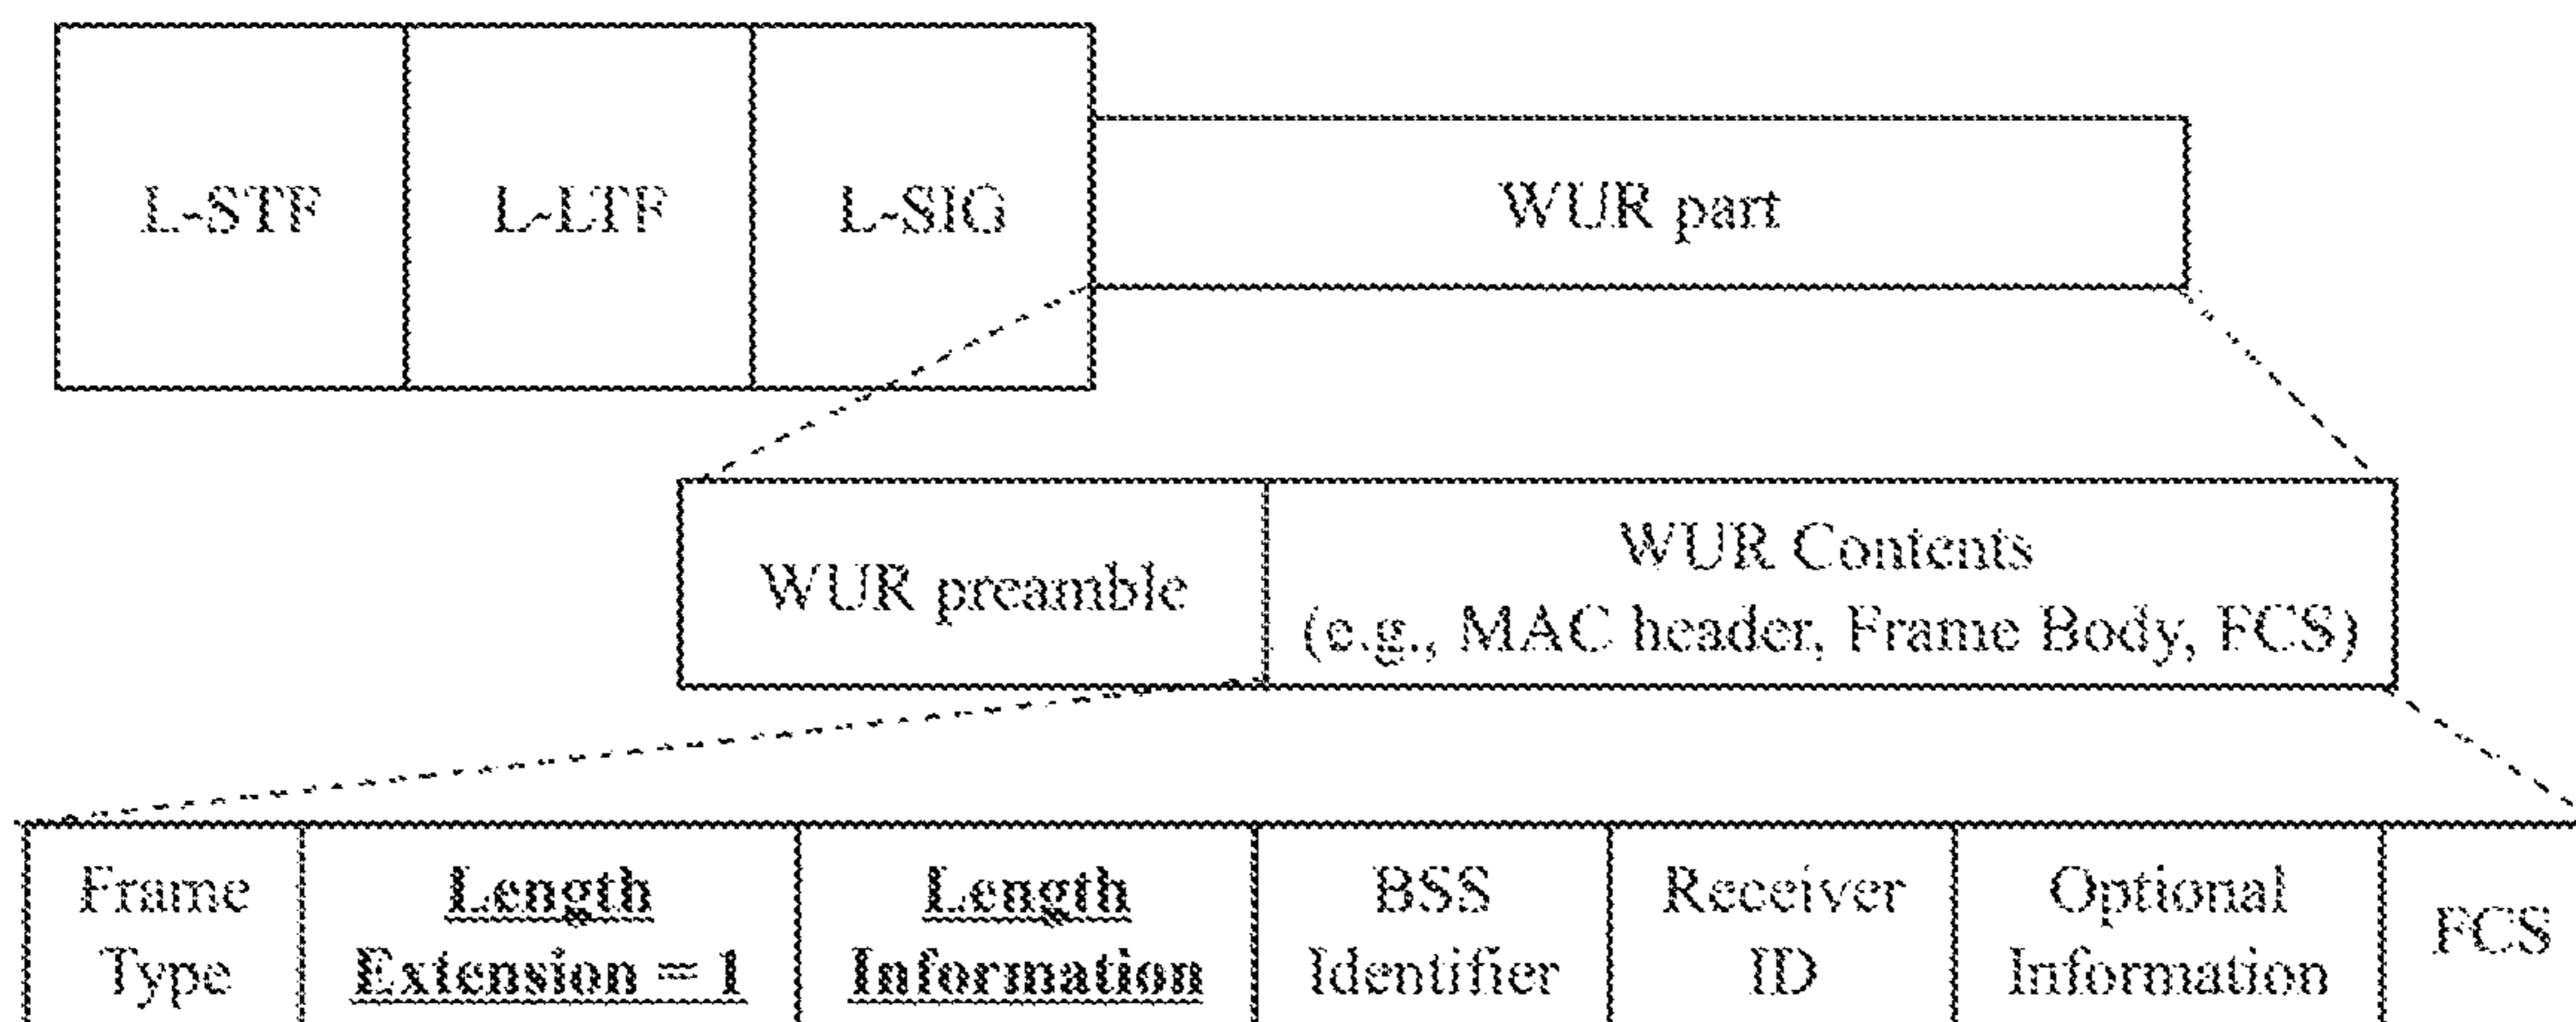 L-STF
L-LTF
L-SIG
WUR part
WUR preamble
WUR Contents
(e.g., MAC header, Frame Body, FCS)
Frame
Type
Length
Extension = 1
Length
Information
BSS
Identifier
Receiver
ID
Optional
Information
FCS